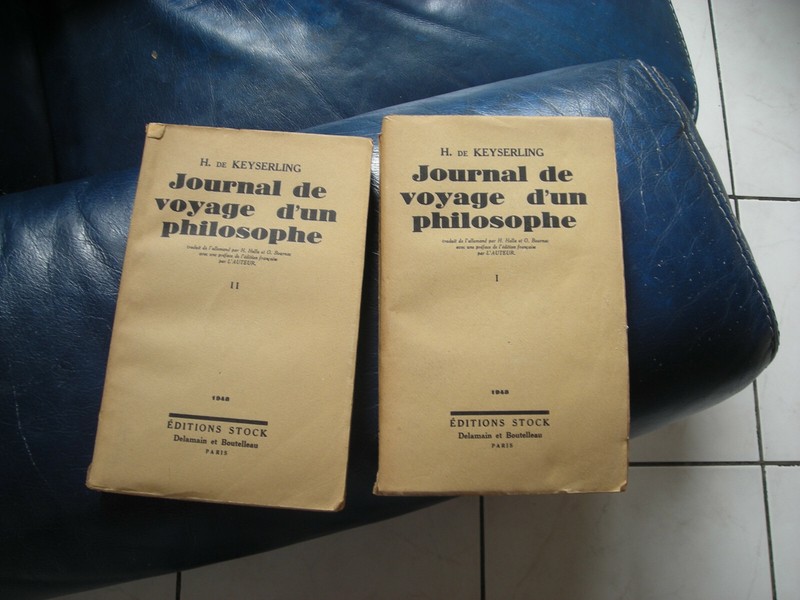 H. DE KEYSERLING
Journal de
voyage d'un
philosophe
traduit de l'allemand par H. Hella et O. Bournac
avec une préface de l'édition française
par L'AUTEUR.
II
1948
ÉDITIONS STOCK
Delamain et Boutelleau
PARIS
H. DE KEYSERLING
Journal de
voyage d'un
philosophe
traduit de l'allemand par H. Hella et O. Bournac
avec une préface de l'édition française
par L'AUTEUR.
I
1948
ÉDITIONS STOCK
Delamain et Boutelleau
PARIS